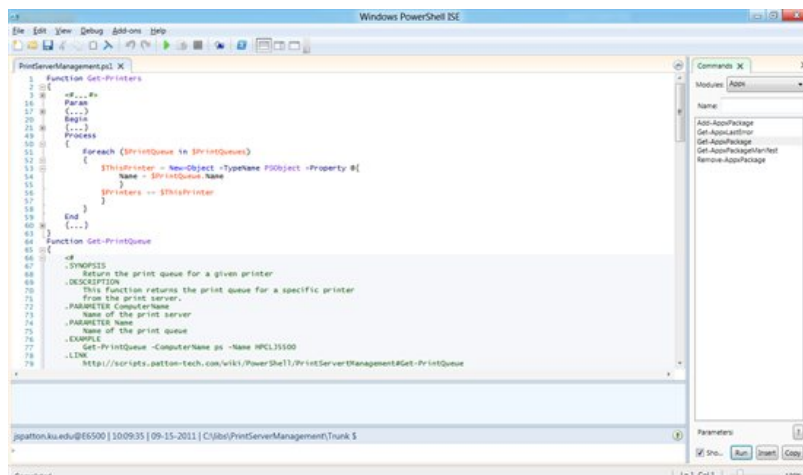 Windows PowerShell ISE
File Edit View Debug Add-ons Help
PrintServerManagement.ps1 X
1 Function Get-Printers
2 {
3 <#...#>
16 Param
17 {...}
20 Begin
21 {...}
49 Process
50 {
51 Foreach ($PrintQueue in $PrintQueues)
52 {
53 $ThisPrinter = New-Object -TypeName PSObject -Property @{
54 Name = $PrintQueue.Name
55 }
56 $Printers += $ThisPrinter
57 }
58 }
59 End
60 {...}
63 }
64 Function Get-PrintQueue
65 {
66 <#
67 .SYNOPSIS
68 Return the print queue for a given printer
69 .DESCRIPTION
70 This function returns the print queue for a specific printer
71 from the print server.
72 .PARAMETER ComputerName
73 Name of the print server
74 .PARAMETER Name
75 Name of the print queue
76 .EXAMPLE
77 Get-PrintQueue -ComputerName ps -Name HPCLJ5500
78 .LINK
79 http://scripts.patton-tech.com/wiki/PowerShell/PrintServertManagement#Get-PrintQueue
jspatton.ku.edu@E6500 | 10:09:35 | 09-15-2011 | C:\libs\PrintServerManagement\Trunk $
Commands X
Modules: Appx
Name:
Add-AppxPackage
Get-AppxLastError
Get-AppxPackage
Get-AppxPackageManifest
Remove-AppxPackage
Parameters:
Sho... Run Insert Copy